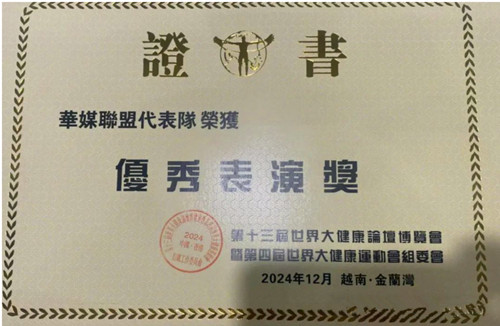 證書
華媒聯盟代表隊 榮獲
優秀表演獎
第十三屆世界大健康論壇博覽會
暨第四屆世界大健康運動會組委會
2024
2024年12月 越南·金蘭灣